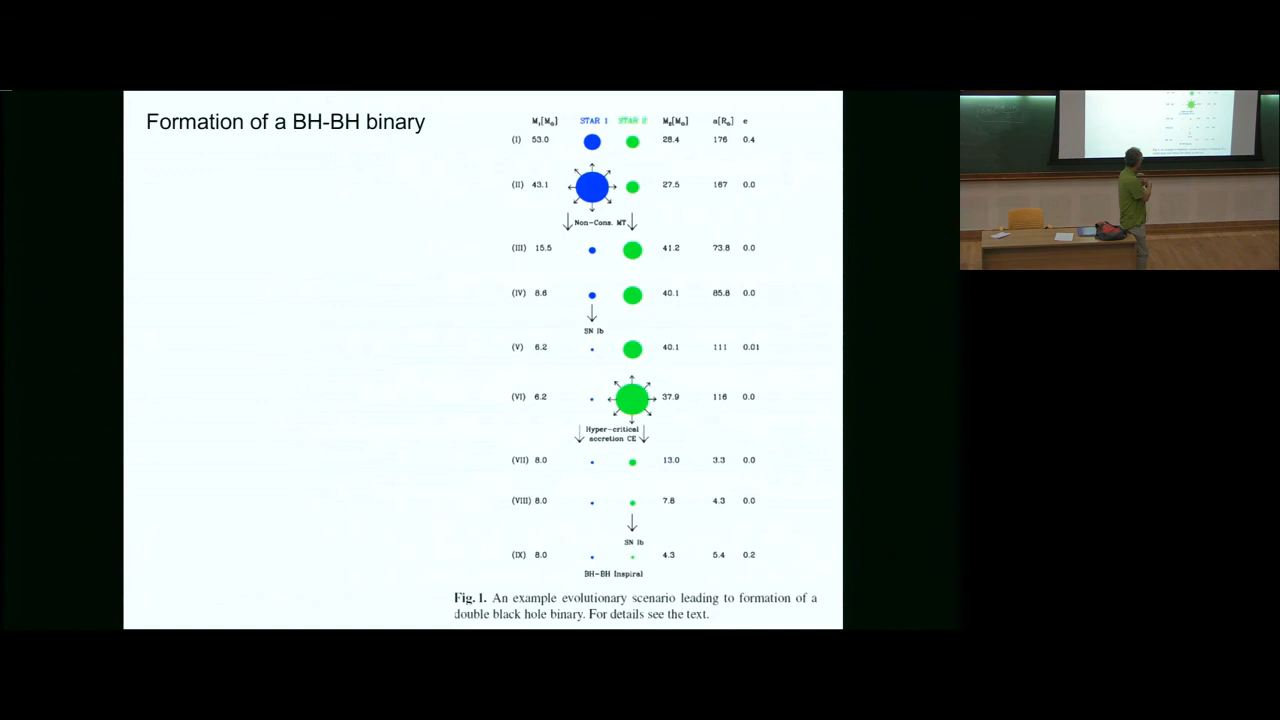 Formation of a BH-BH binary
M₁[M⊙] STAR I STAR II M₂[M⊙] a[R⊙] e
(I) 53.0 28.4 176 0.4
(II) 43.1 27.5 167 0.0
Non-Cons. MT
(III) 15.5 41.2 73.8 0.0
(IV) 8.6 40.1 85.8 0.0
SN Ib
(V) 6.2 40.1 111 0.01
(VI) 6.2 37.9 116 0.0
Hyper-critical
accretion CE
(VII) 8.0 13.0 3.3 0.0
(VIII) 8.0 7.8 4.3 0.0
SN Ib
(IX) 8.0 4.3 5.4 0.2
BH-BH Inspiral
Fig. 1. An example evolutionary scenario leading to formation of a
double black hole binary. For details see the text.